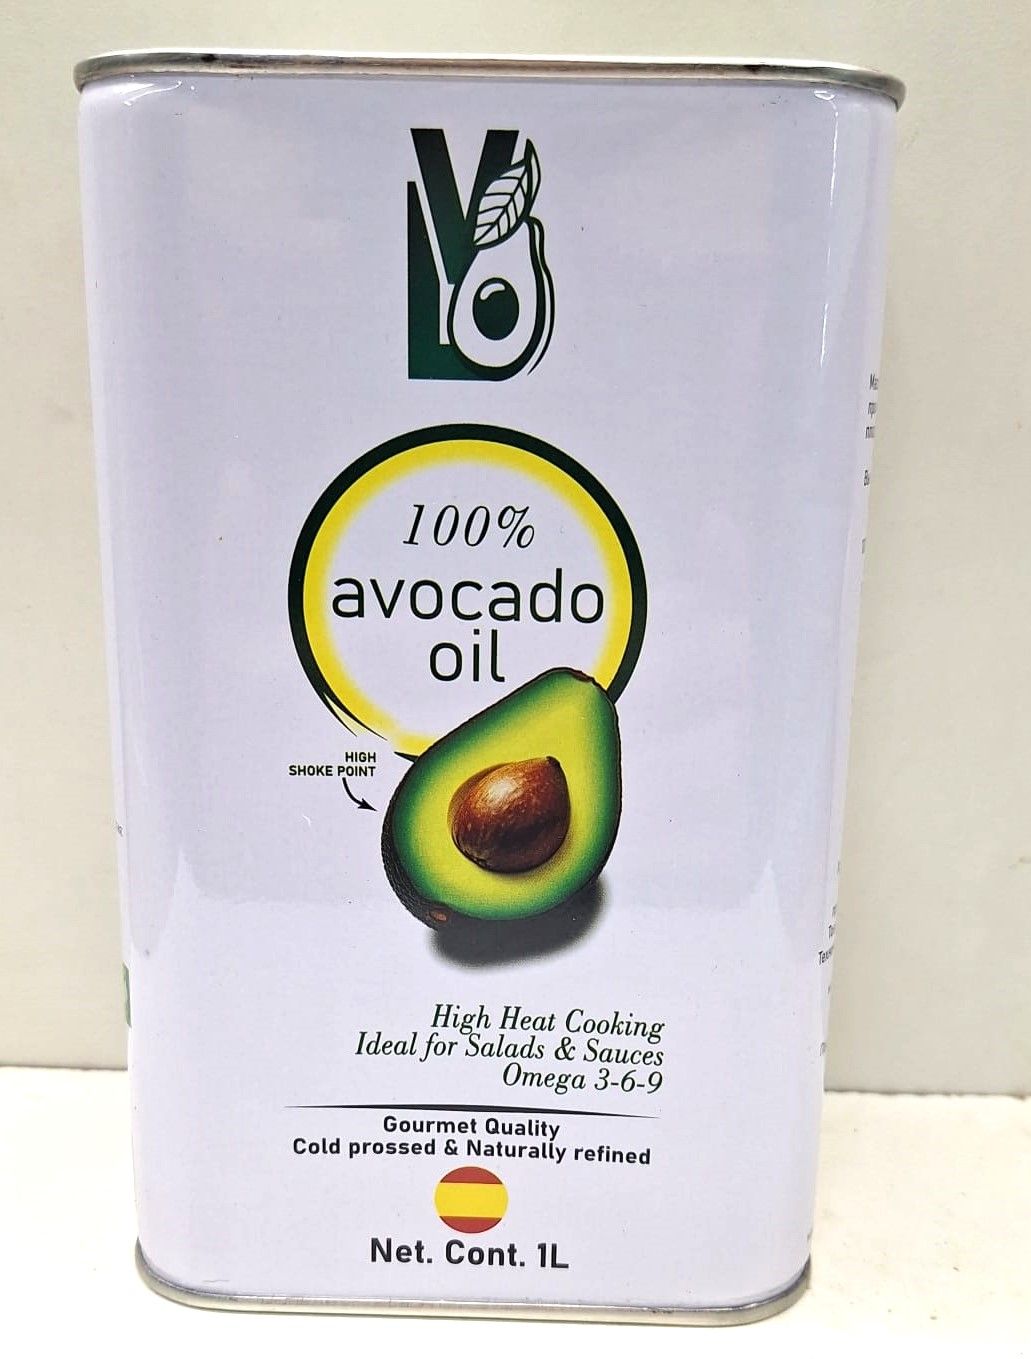 100%
avocado
oil
HIGH
SHOKE POINT
High Heat Cooking
Ideal for Salads & Sauces
Omega 3-6-9
Gourmet Quality
Cold prossed & Naturally refined
Net. Cont. 1L